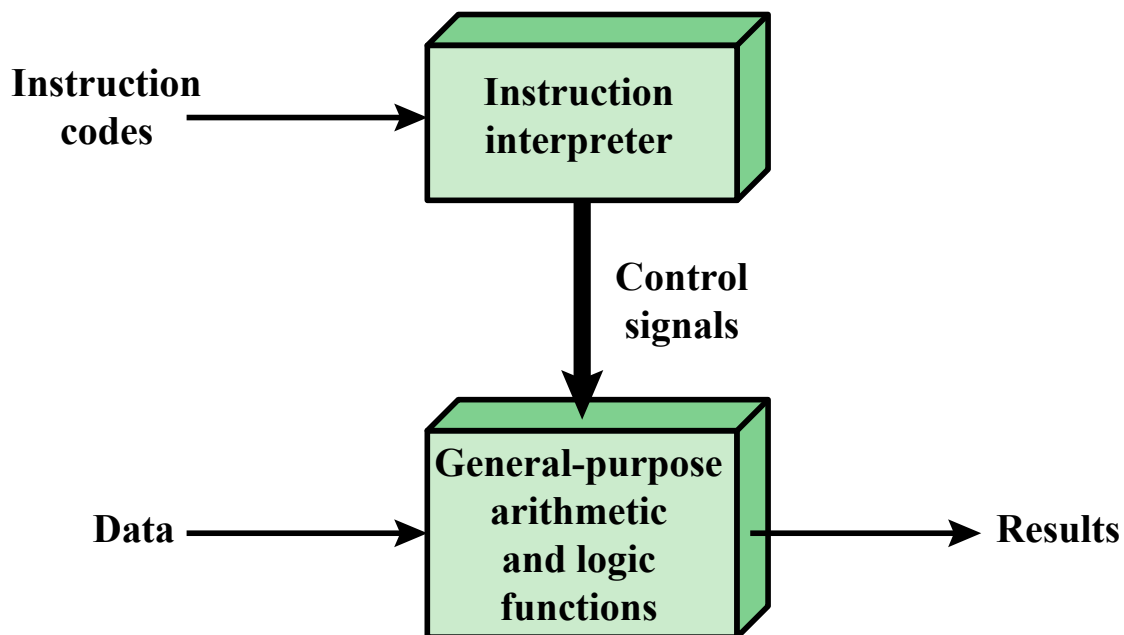 Instruction
codes
Instruction
interpreter
Control
signals
Data
General-purpose
arithmetic
and logic
functions
Results